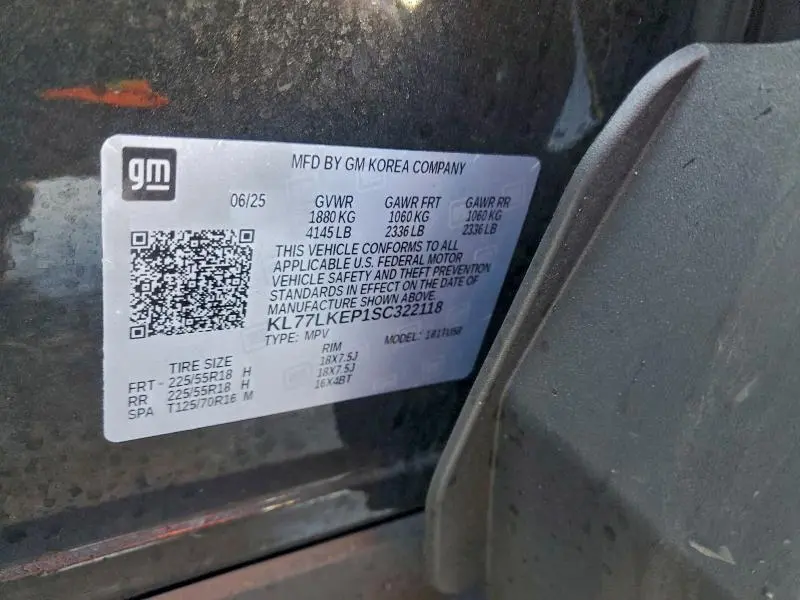 gm
MFD BY GM KOREA COMPANY
06/25 GVWR GAWR FRT GAWR RR
1880 KG 1060 KG 1060 KG
4145 LB 2336 LB 2336 LB
THIS VEHICLE CONFORMS TO ALL
APPLICABLE U.S. FEDERAL MOTOR
VEHICLE SAFETY AND THEFT PREVENTION
STANDARDS IN EFFECT ON THE DATE OF
MANUFACTURE SHOWN ABOVE.
KL77LKEP1SC322118
TYPE: MPV MODEL: 1B1TU58
TIRE SIZE RIM
FRT - 225/55R18 H 18X7.5J
RR 225/55R18 H 18X7.5J
SPA T125/70R16 M 16X4BT